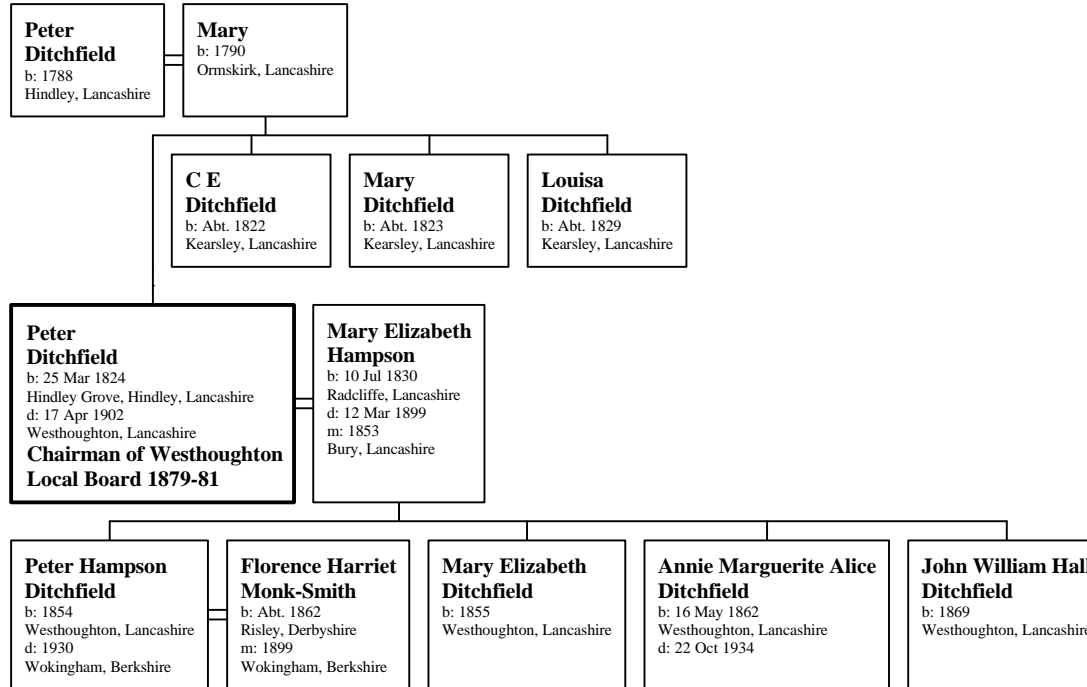 Peter
Ditchfield
b: 1788
Hindley, Lancashire
Mary
b: 1790
Ormskirk, Lancashire
C E
Ditchfield
b: Abt. 1822
Kearsley, Lancashire
Mary
Ditchfield
b: Abt. 1823
Kearsley, Lancashire
Louisa
Ditchfield
b: Abt. 1829
Kearsley, Lancashire
Peter
Ditchfield
b: 25 Mar 1824
Hindley Grove, Hindley, Lancashire
d: 17 Apr 1902
Westhoughton, Lancashire
Chairman of Westhoughton
Local Board 1879-81
Mary Elizabeth
Hampson
b: 10 Jul 1830
Radcliffe, Lancashire
d: 12 Mar 1899
m: 1853
Bury, Lancashire
Peter Hampson
Ditchfield
b: 1854
Westhoughton, Lancashire
d: 1930
Wokingham, Berkshire
Florence Harriet
Monk-Smith
b: Abt. 1862
Risley, Derbyshire
m: 1899
Wokingham, Berkshire
Mary Elizabeth
Ditchfield
b: 1855
Westhoughton, Lancashire
Annie Marguerite Alice
Ditchfield
b: 16 May 1862
Westhoughton, Lancashire
d: 22 Oct 1934
John William Hall
Ditchfield
b: 1869
Westhoughton, Lancashire